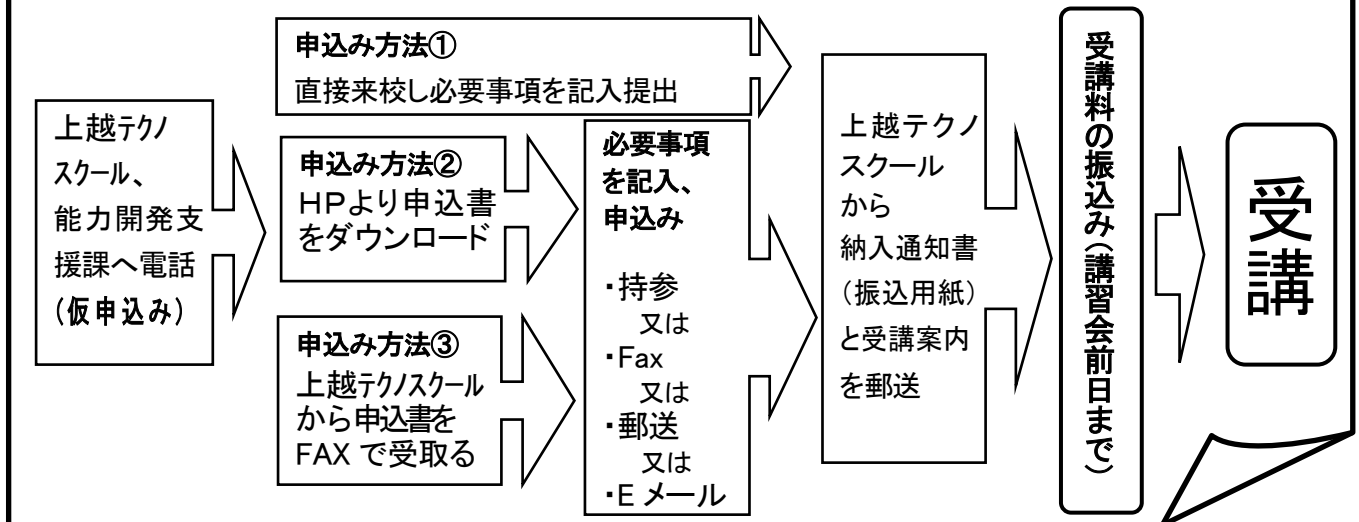 上越テクノ
スクール、
能力開発支
援課へ電話
(仮申込み)
申込み方法①
直接来校し必要事項を記入提出
申込み方法②
HPより申込書
をダウンロード
申込み方法③
上越テクノスクール
から申込書を
FAX で受取る
必要事項
を記入、
申込み
・持参
又は
・Fax
又は
・郵送
又は
・E メール
上越テクノ
スクール
から
納入通知書
(振込用紙)
と受講案内
を郵送
受講料の振込み(講習会前日まで)
受講